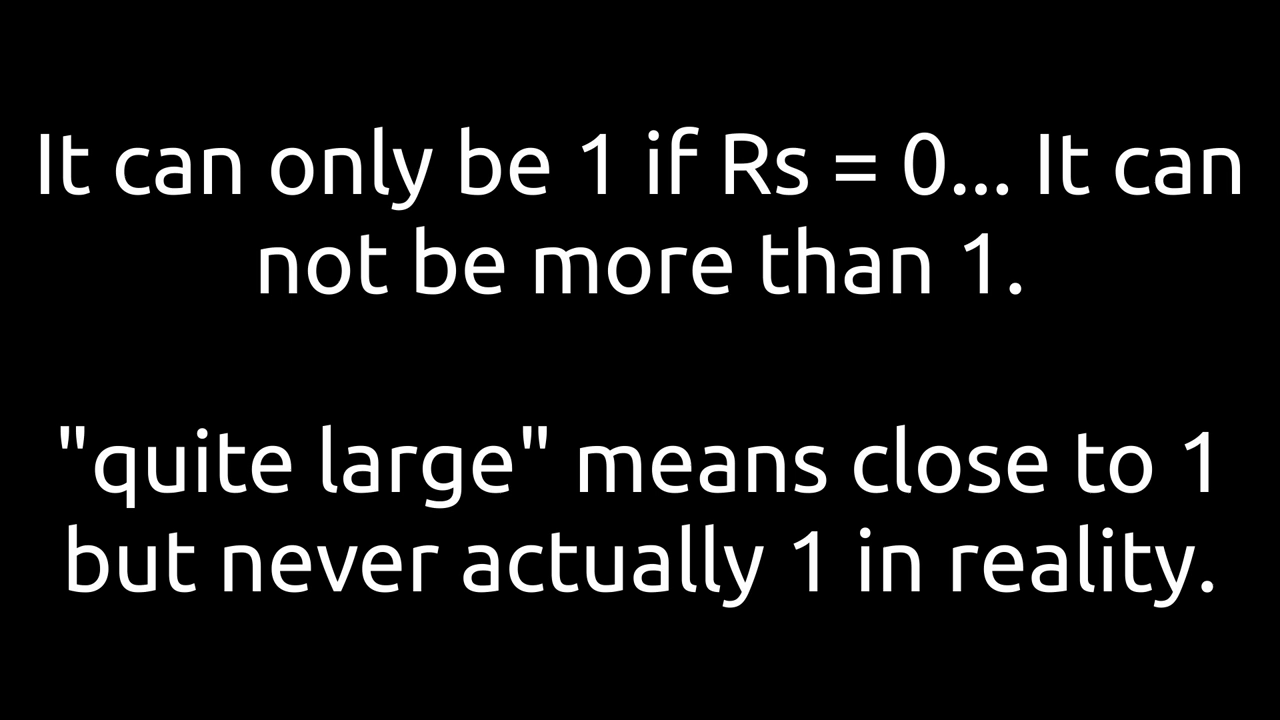 It can only be 1 if Rs = 0... It can
not be more than 1.
"quite large" means close to 1
but never actually 1 in reality.